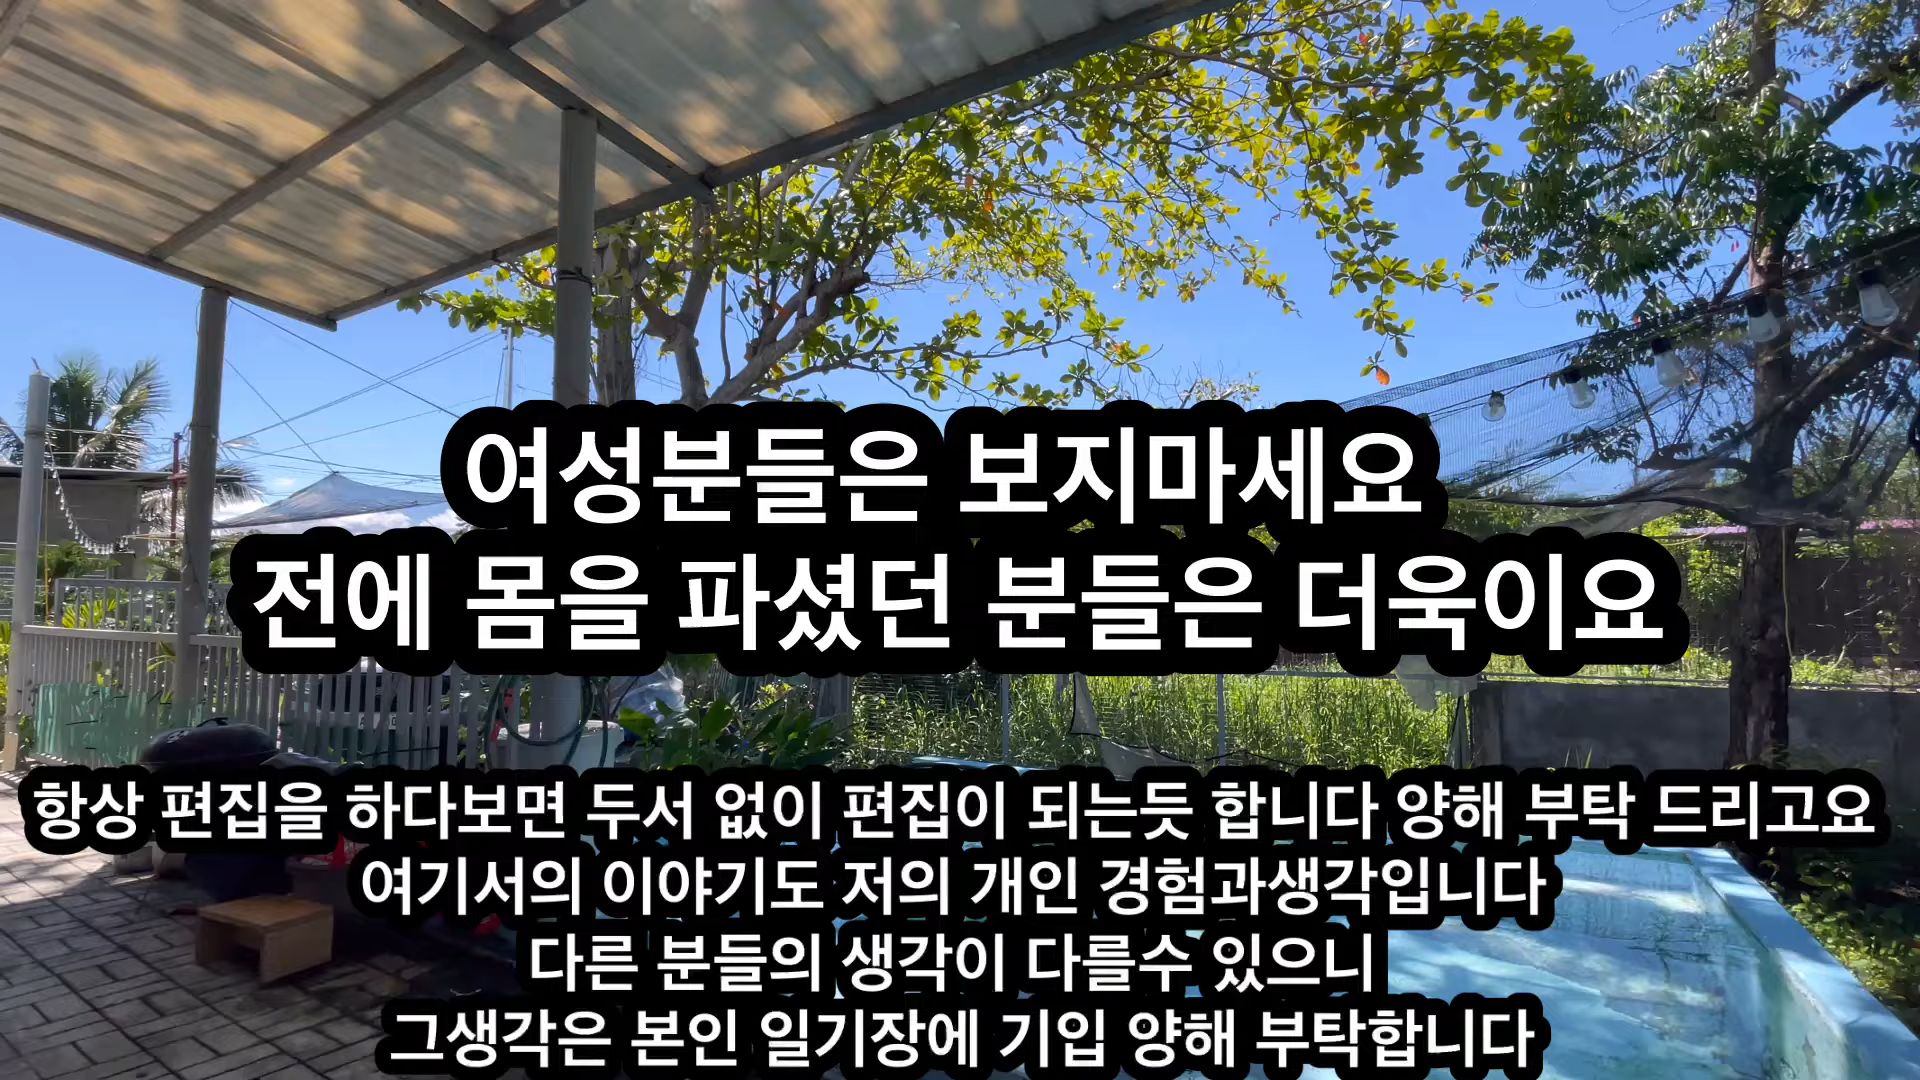 여성분들은 보지마세요
전에 몸을 파셨던 분들은 더욱이요
항상 편집을 하다보면 두서 없이 편집이 되는듯 합니다 양해 부탁 드리고요
여기서의 이야기도 저의 개인 경험과생각입니다
다른 분들의 생각이 다를수 있으니
그생각은 본인 일기장에 기입 양해 부탁합니다